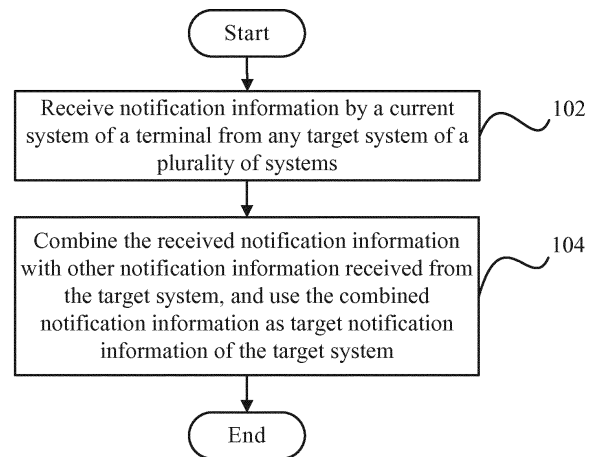 Start
Receive notification information by a current
system of a terminal from any target system of a
plurality of systems
102
Combine the received notification information
with other notification information received from
the target system, and use the combined
notification information as target notification
information of the target system
104
End